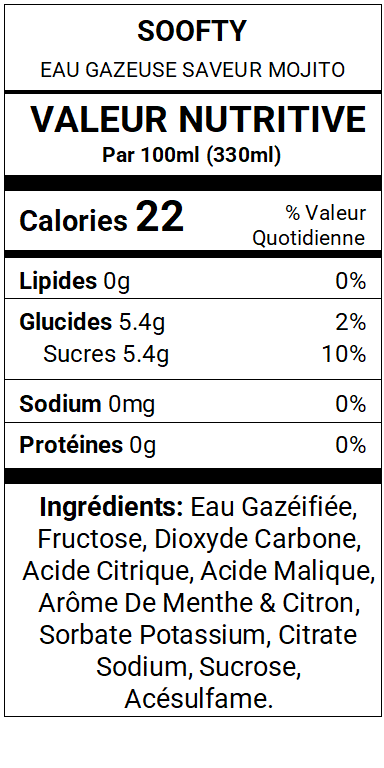 SOOFTY
EAU GAZEUSE SAVEUR MOJITO
VALEUR NUTRITIVE
Par 100ml (330ml)
Calories 22
% Valeur
Quotidienne
Lipides 0g 0%
Glucides 5.4g 2%
Sucres 5.4g 10%
Sodium 0mg 0%
Protéines 0g 0%
Ingrédients: Eau Gazéifiée,
Fructose, Dioxyde Carbone,
Acide Citrique, Acide Malique,
Arôme De Menthe & Citron,
Sorbate Potassium, Citrate
Sodium, Sucrose,
Acésulfame.